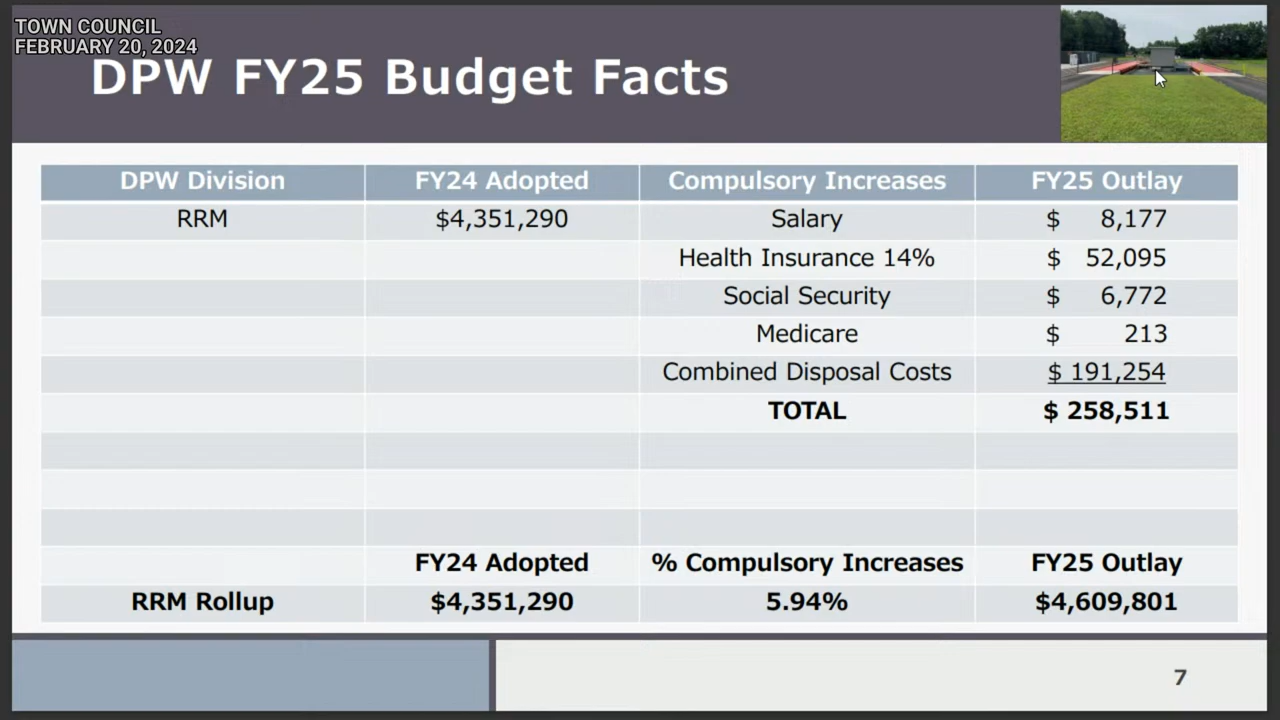 TOWN COUNCIL
FEBRUARY 20, 2024
DPW FY25 Budget Facts
DPW Division FY24 Adopted Compulsory Increases FY25 Outlay
RRM $4,351,290 Salary $ 8,177
Health Insurance 14% $ 52,095
Social Security $ 6,772
Medicare $ 213
Combined Disposal Costs $ 191,254
TOTAL $ 258,511
FY24 Adopted % Compulsory Increases FY25 Outlay
RRM Rollup $4,351,290 5.94% $4,609,801
7